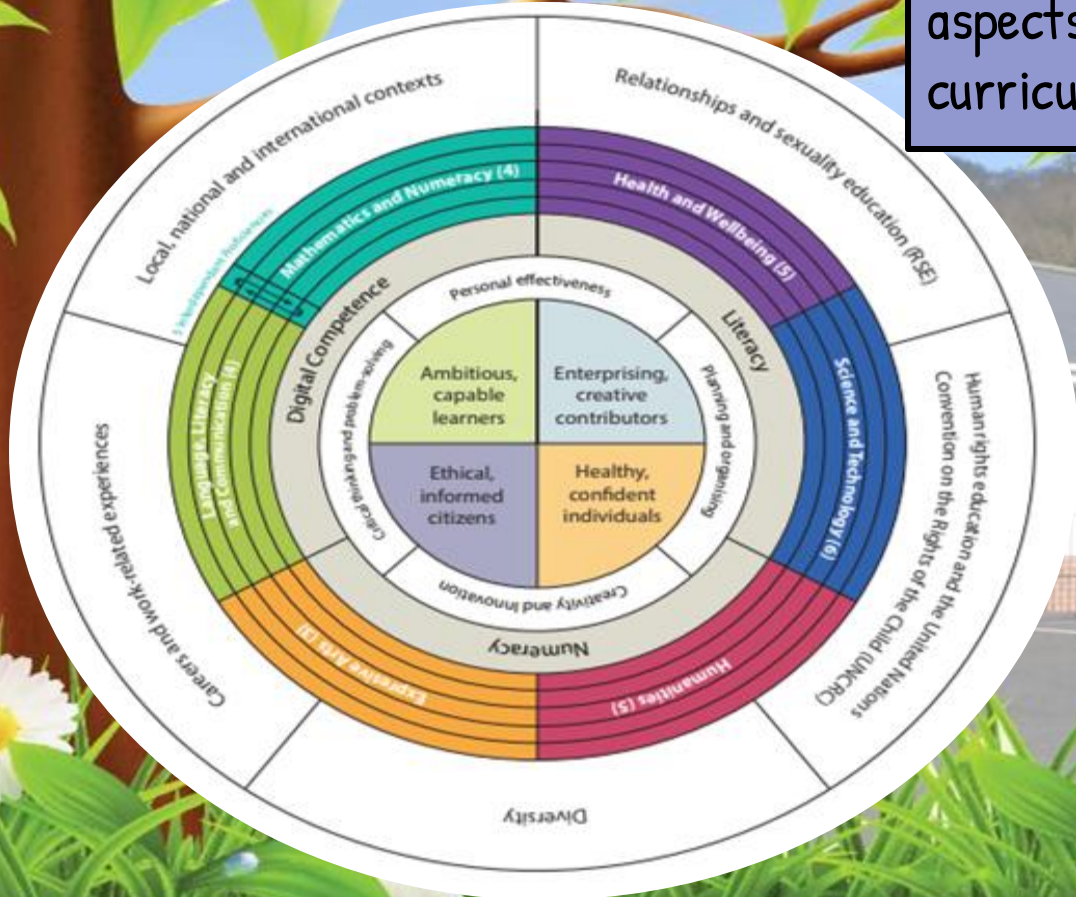 aspects
curricu
Local, national and international contexts
Relationships and sexuality education (RSE)
Human rights education and the United Nations
Convention on the Rights of the Child (UNCRC)
Diversity
Careers and work-related experiences
Mathematics and Numeracy (4)
5 Interdependent Proficiences
Health and Wellbeing (5)
Science and Technology (6)
Humanities (5)
Expressive Arts (3)
Language, Literacy
and Communication (4)
Digital Competence
Literacy
Numeracy
Personal effectiveness
Planning and organising
Creativity and Innovation
Critical thinking and problem-solving
Ambitious,
capable
learners
Enterprising,
creative
contributors
Ethical,
informed
citizens
Healthy,
confident
individuals